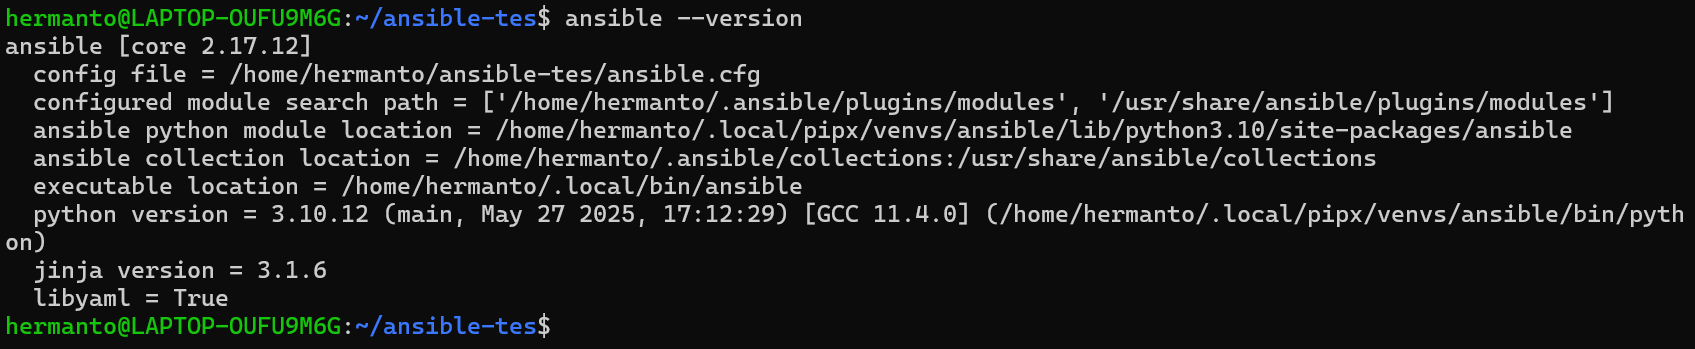 hermanto@LAPTOP-OUFU9M6G:~/ansible-tes$ ansible --version
ansible [core 2.17.12]
  config file = /home/hermanto/ansible-tes/ansible.cfg
  configured module search path = ['/home/hermanto/.ansible/plugins/modules', '/usr/share/ansible/plugins/modules']
  ansible python module location = /home/hermanto/.local/pipx/venvs/ansible/lib/python3.10/site-packages/ansible
  ansible collection location = /home/hermanto/.ansible/collections:/usr/share/ansible/collections
  executable location = /home/hermanto/.local/bin/ansible
  python version = 3.10.12 (main, May 27 2025, 17:12:29) [GCC 11.4.0] (/home/hermanto/.local/pipx/venvs/ansible/bin/pyth
on)
  jinja version = 3.1.6
  libyaml = True
hermanto@LAPTOP-OUFU9M6G:~/ansible-tes$